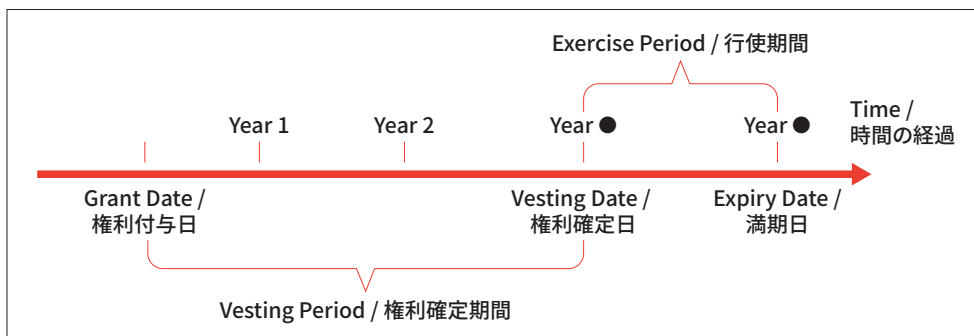 Exercise Period / 行使期間
Year 1
Year 2
Year ●
Year ●
Time /
時間の経過
Grant Date /
権利付与日
Vesting Date /
権利確定日
Expiry Date /
満期日
Vesting Period / 権利確定期間